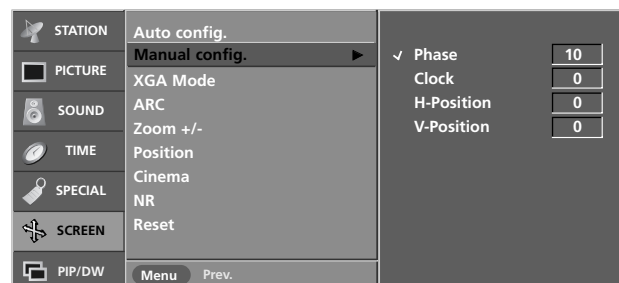 STATION
PICTURE
SOUND
TIME
SPECIAL
SCREEN
PIP/DW
Auto config.
Manual config. ►
XGA Mode
ARC
Zoom +/-
Position
Cinema
NR
Reset
Menu Prev.
✓ Phase 10
Clock 0
H-Position 0
V-Position 0